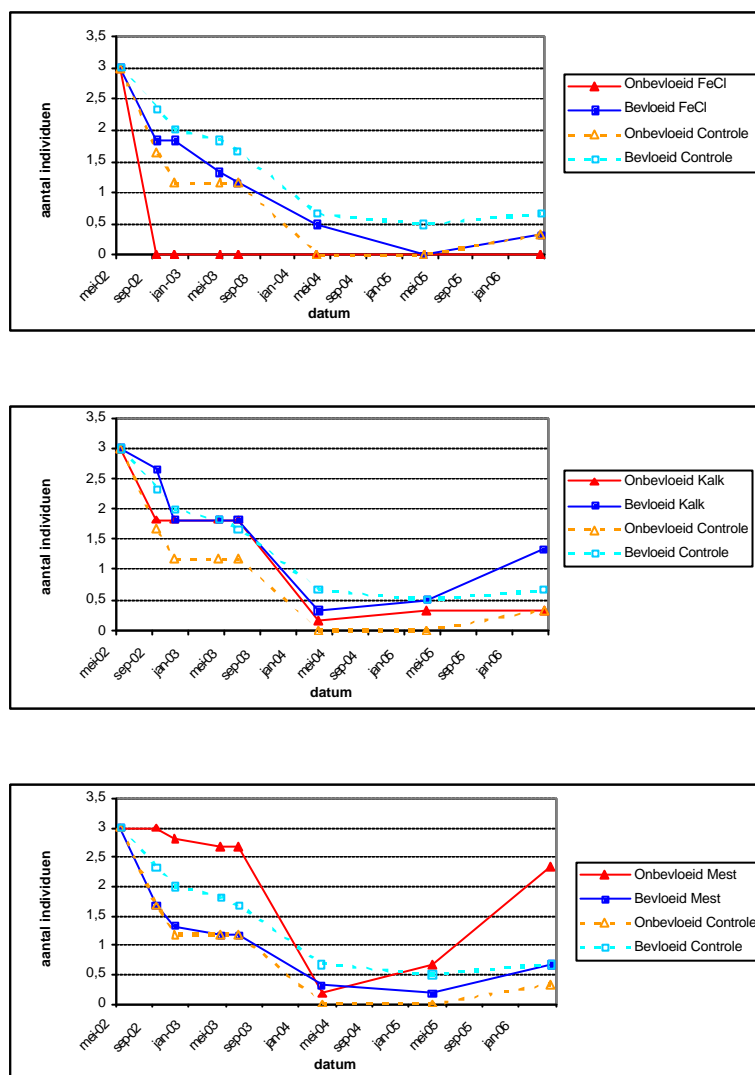 3,5
3
2,5
2
1,5
1
0,5
0
aantal individuen
mei-02
sep-02
jan-03
mei-03
sep-03
jan-04
mei-04
sep-04
jan-05
mei-05
sep-05
jan-06
datum
Onbevloeid FeCl
Bevloeid FeCl
Onbevloeid Controle
Bevloeid Controle
3,5
3
2,5
2
1,5
1
0,5
0
aantal individuen
mei-02
sep-02
jan-03
mei-03
sep-03
jan-04
mei-04
sep-04
jan-05
mei-05
sep-05
jan-06
datum
Onbevloeid Kalk
Bevloeid Kalk
Onbevloeid Controle
Bevloeid Controle
3,5
3
2,5
2
1,5
1
0,5
0
aantal individuen
mei-02
sep-02
jan-03
mei-03
sep-03
jan-04
mei-04
sep-04
jan-05
mei-05
sep-05
jan-06
datum
Onbevloeid Mest
Bevloeid Mest
Onbevloeid Controle
Bevloeid Controle